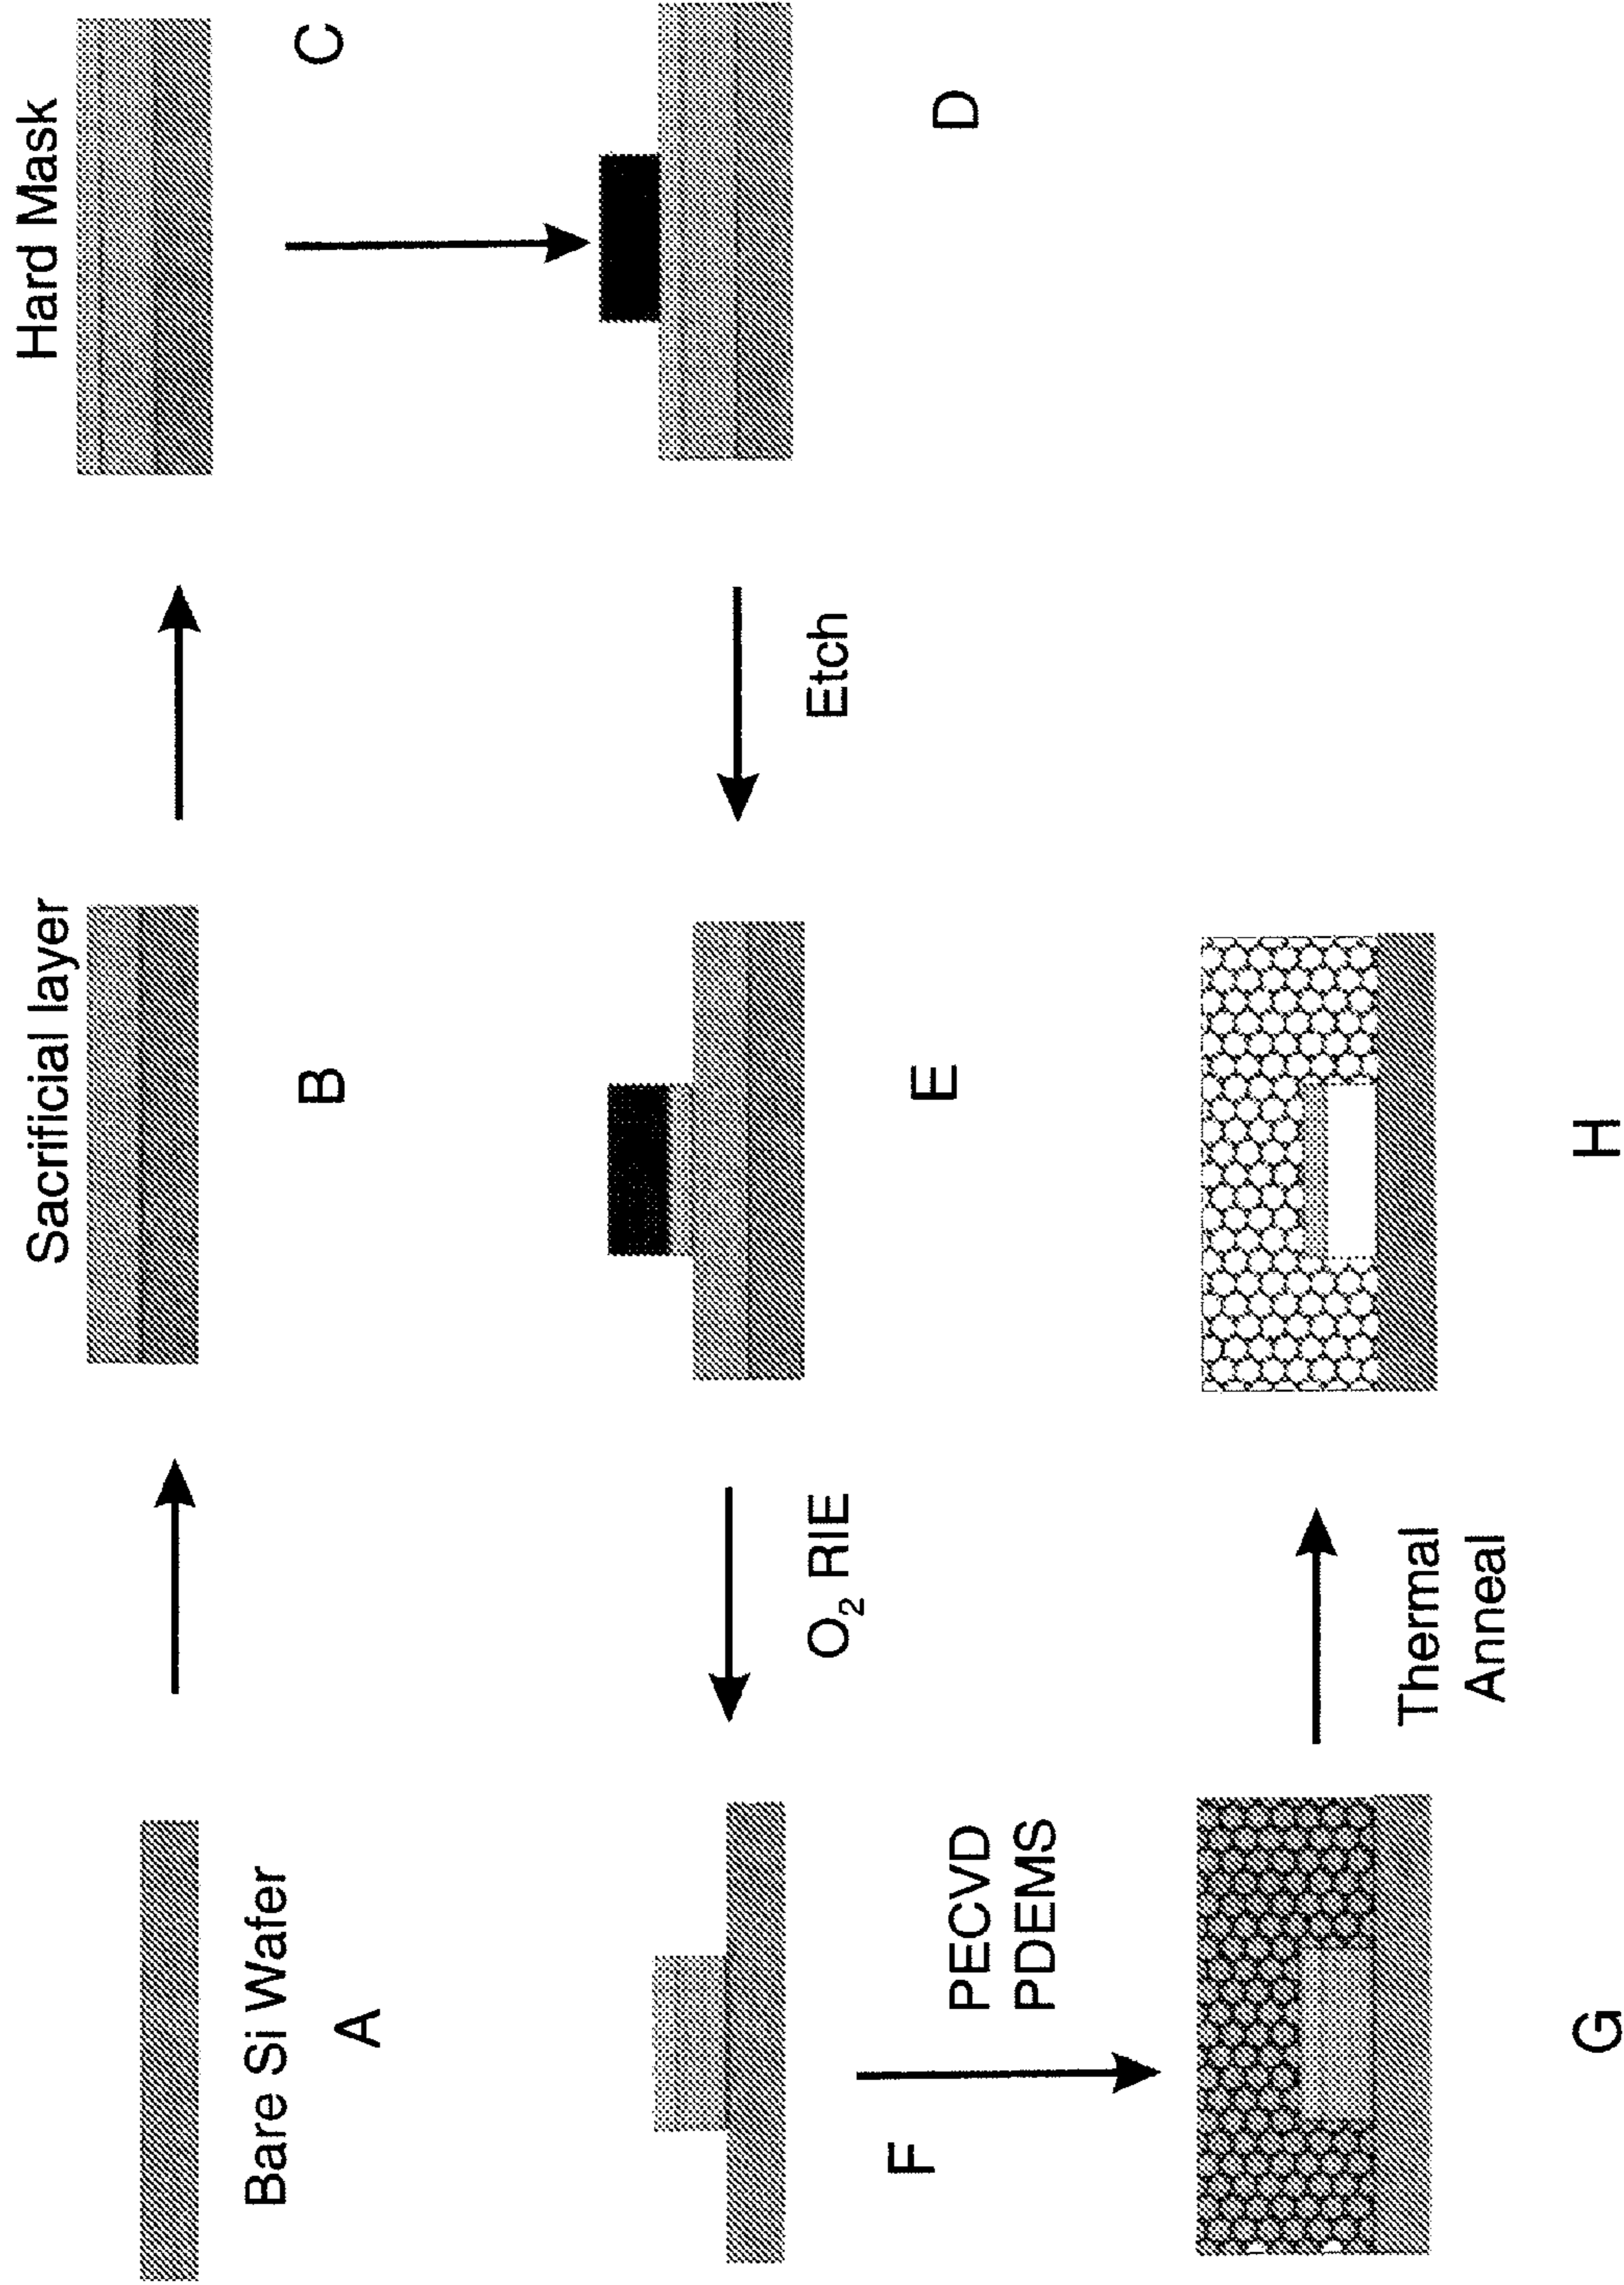 Bare Si Wafer
A
Sacrificial layer
B
Hard Mask
C
D
Etch
E
O₂ RIE
F
PECVD
PDEMS
G
Thermal
Anneal
H